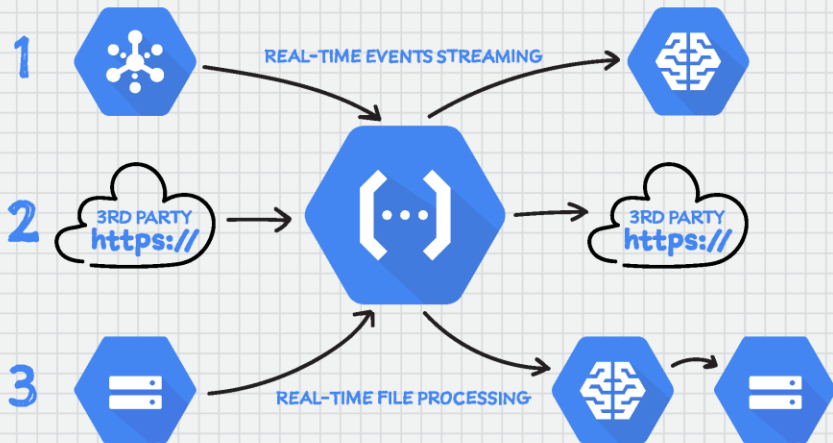 1
REAL-TIME EVENTS STREAMING
2
3RD PARTY
https://
3RD PARTY
https://
3
REAL-TIME FILE PROCESSING